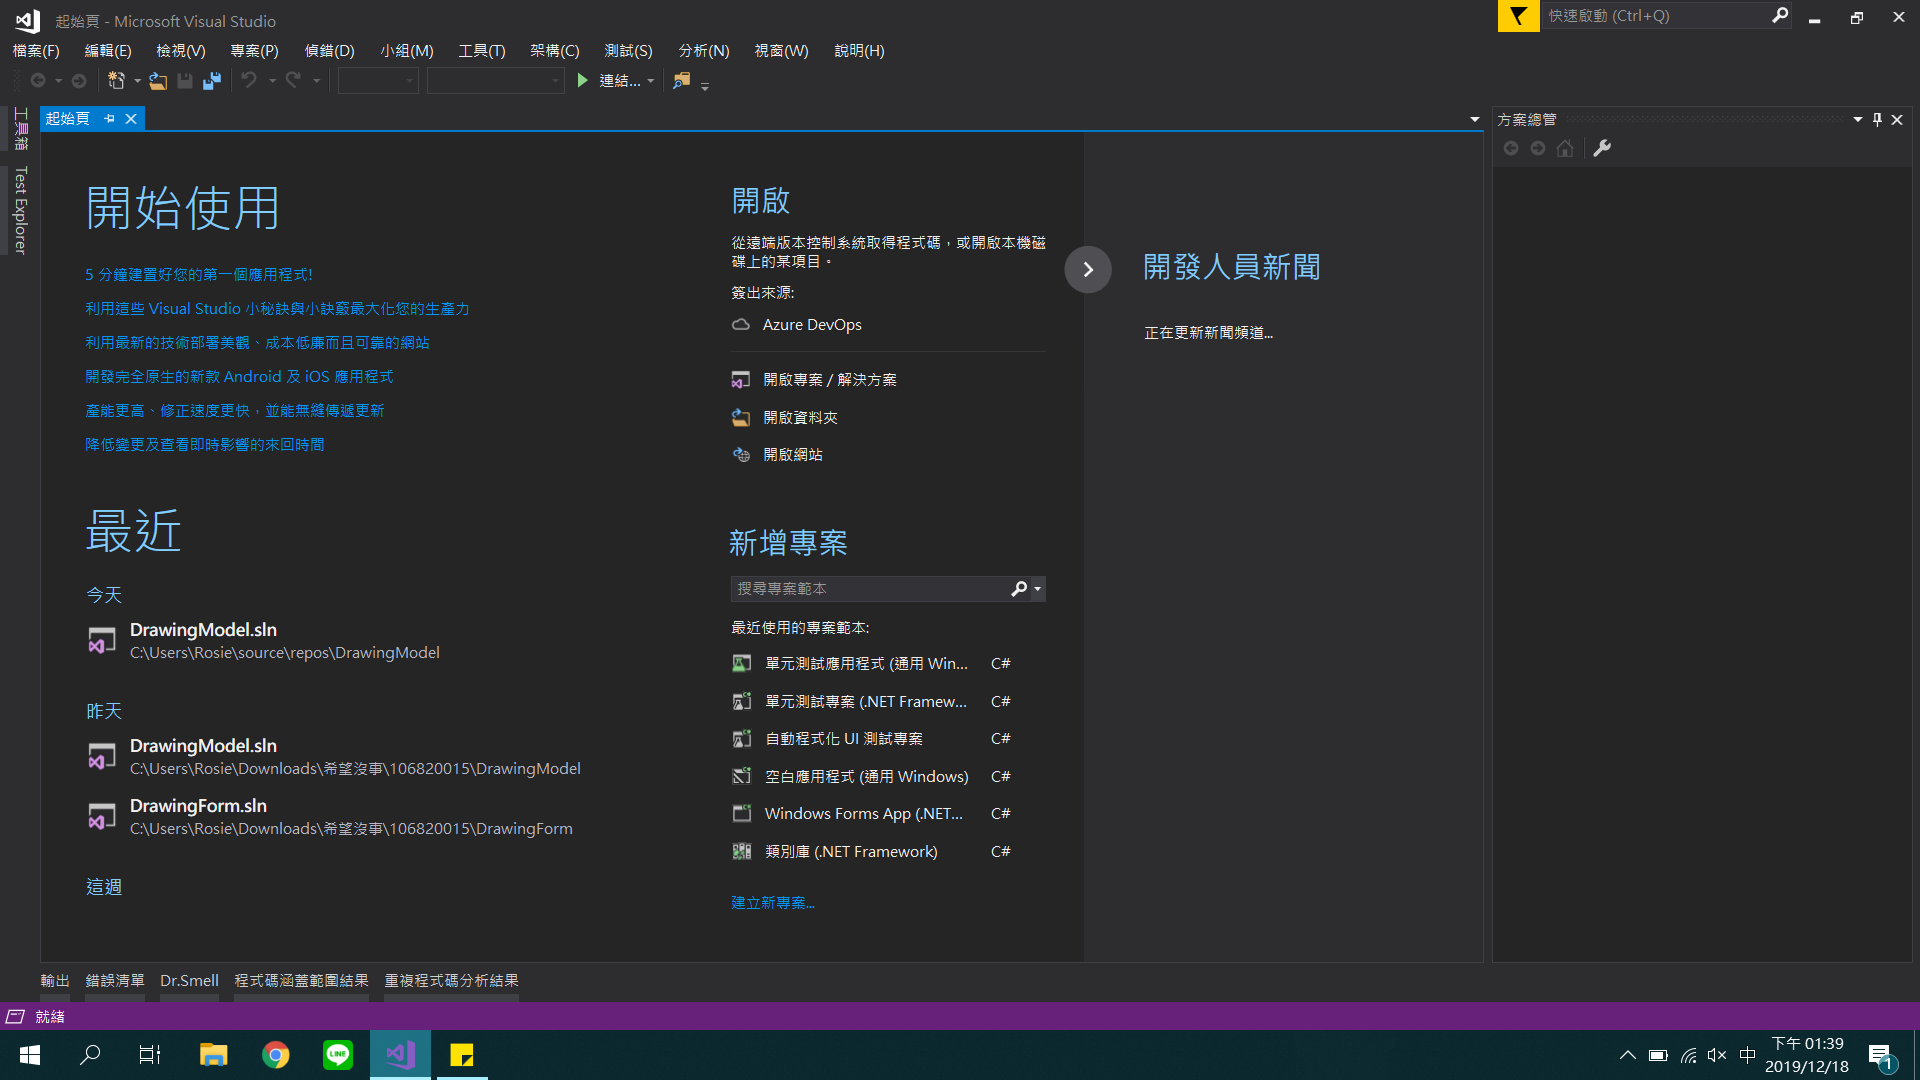 起始頁 - Microsoft Visual Studio
快速啟動 (Ctrl+Q)
檔案(F) 編輯(E) 檢視(V) 專案(P) 偵錯(D) 小組(M) 工具(T) 架構(C) 測試(S) 分析(N) 視窗(W) 說明(H)
連結...
工具箱
Test Explorer
起始頁
方案總管
開始使用
5 分鐘建置好您的第一個應用程式!
利用這些 Visual Studio 小秘訣與小訣竅最大化您的生產力
利用最新的技術部署美觀、成本低廉而且可靠的網站
開發完全原生的新款 Android 及 iOS 應用程式
產能更高、修正速度更快，並能無縫傳遞更新
降低變更及查看即時影響的來回時間
最近
今天
DrawingModel.sln
C:\Users\Rosie\source\repos\DrawingModel
昨天
DrawingModel.sln
C:\Users\Rosie\Downloads\希望沒事\106820015\DrawingModel
DrawingForm.sln
C:\Users\Rosie\Downloads\希望沒事\106820015\DrawingForm
這週
開啟
從遠端版本控制系統取得程式碼，或開啟本機磁
碟上的某項目。
簽出來源:
Azure DevOps
開啟專案 / 解決方案
開啟資料夾
開啟網站
新增專案
搜尋專案範本
最近使用的專案範本:
單元測試應用程式 (通用 Win... C#
單元測試專案 (.NET Framew... C#
自動程式化 UI 測試專案 C#
空白應用程式 (通用 Windows) C#
Windows Forms App (.NET... C#
類別庫 (.NET Framework) C#
建立新專案...
開發人員新聞
正在更新新聞頻道...
輸出 錯誤清單 Dr.Smell 程式碼涵蓋範圍結果 重複程式碼分析結果
就緒
LINE
中
下午 01:39
2019/12/18
1